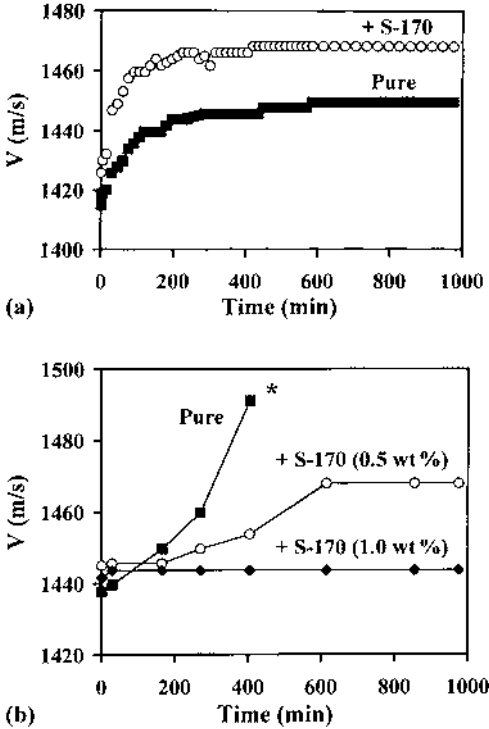 1480
+ S-170
1460
Pure
V (m/s)
1440
1420
1400
0 200 400 600 800 1000
(a) Time (min)
1500
*
Pure
1480
+ S-170 (0.5 wt%)
V (m/s)
1460
+ S-170 (1.0 wt%)
1440
1420
0 200 400 600 800 1000
(b) Time (min)